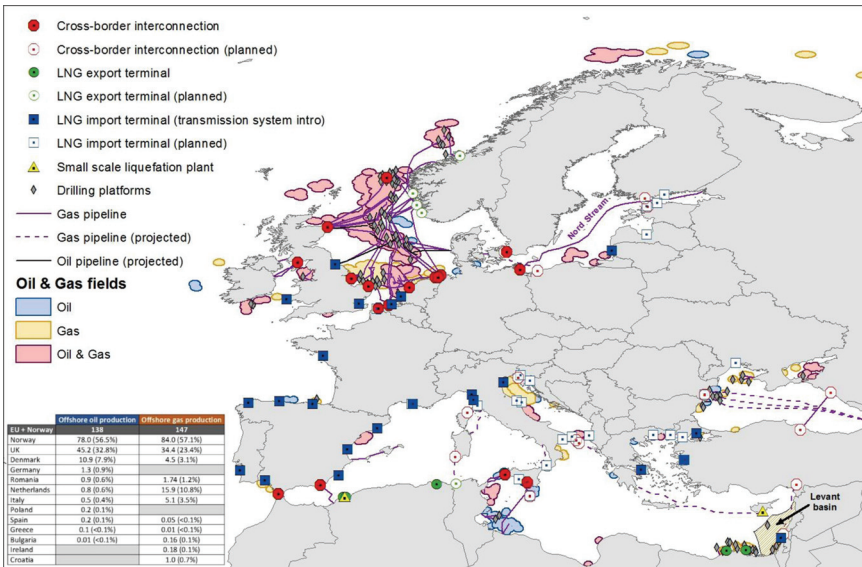 Cross-border interconnection
Cross-border interconnection (planned)
LNG export terminal
LNG export terminal (planned)
LNG import terminal (transmission system intro)
LNG import terminal (planned)
Small scale liquefation plant
Drilling platforms
Gas pipeline
Gas pipeline (projected)
Oil pipeline (projected)
Oil & Gas fields
Oil
Gas
Oil & Gas
Nord Stream.
Levant
basin
Offshore oil production Offshore gas production
EU + Norway 138 147
Norway 78.0 (56.5%) 84.0 (57.1%)
UK 45.2 (32.8%) 34.4 (23.4%)
Denmark 10.9 (7.9%) 4.5 (3.1%)
Germany 1.3 (0.9%)
Romania 0.9 (0.6%) 1.74 (1.2%)
Netherlands 0.8 (0.6%) 15.9 (10.8%)
Italy 0.5 (0.4%) 5.1 (3.5%)
Poland 0.2 (0.1%)
Spain 0.2 (0.1%) 0.05 (<0.1%)
Greece 0.1 (<0.1%) 0.01 (<0.1%)
Bulgaria 0.01 (<0.1%) 0.16 (0.1%)
Ireland 0.18 (0.1%)
Croatia 1.0 (0.7%)